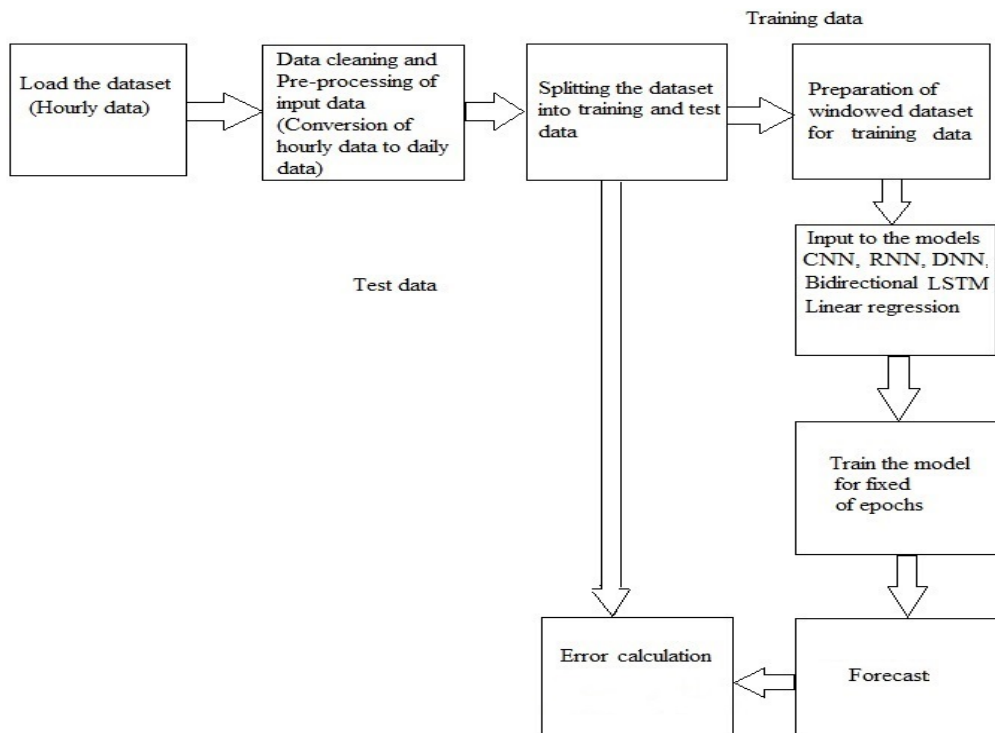 Training data
Load the dataset
(Hourly data)
Data cleaning and
Pre-processing of
input data
(Conversion of
hourly data to daily
data)
Splitting the dataset
into training and test
data
Preparation of
windowed dataset
for training data
Input to the models
CNN, RNN, DNN,
Bidirectional LSTM
Linear regression
Test data
Train the model
for fixed
of epochs
Error calculation
Forecast